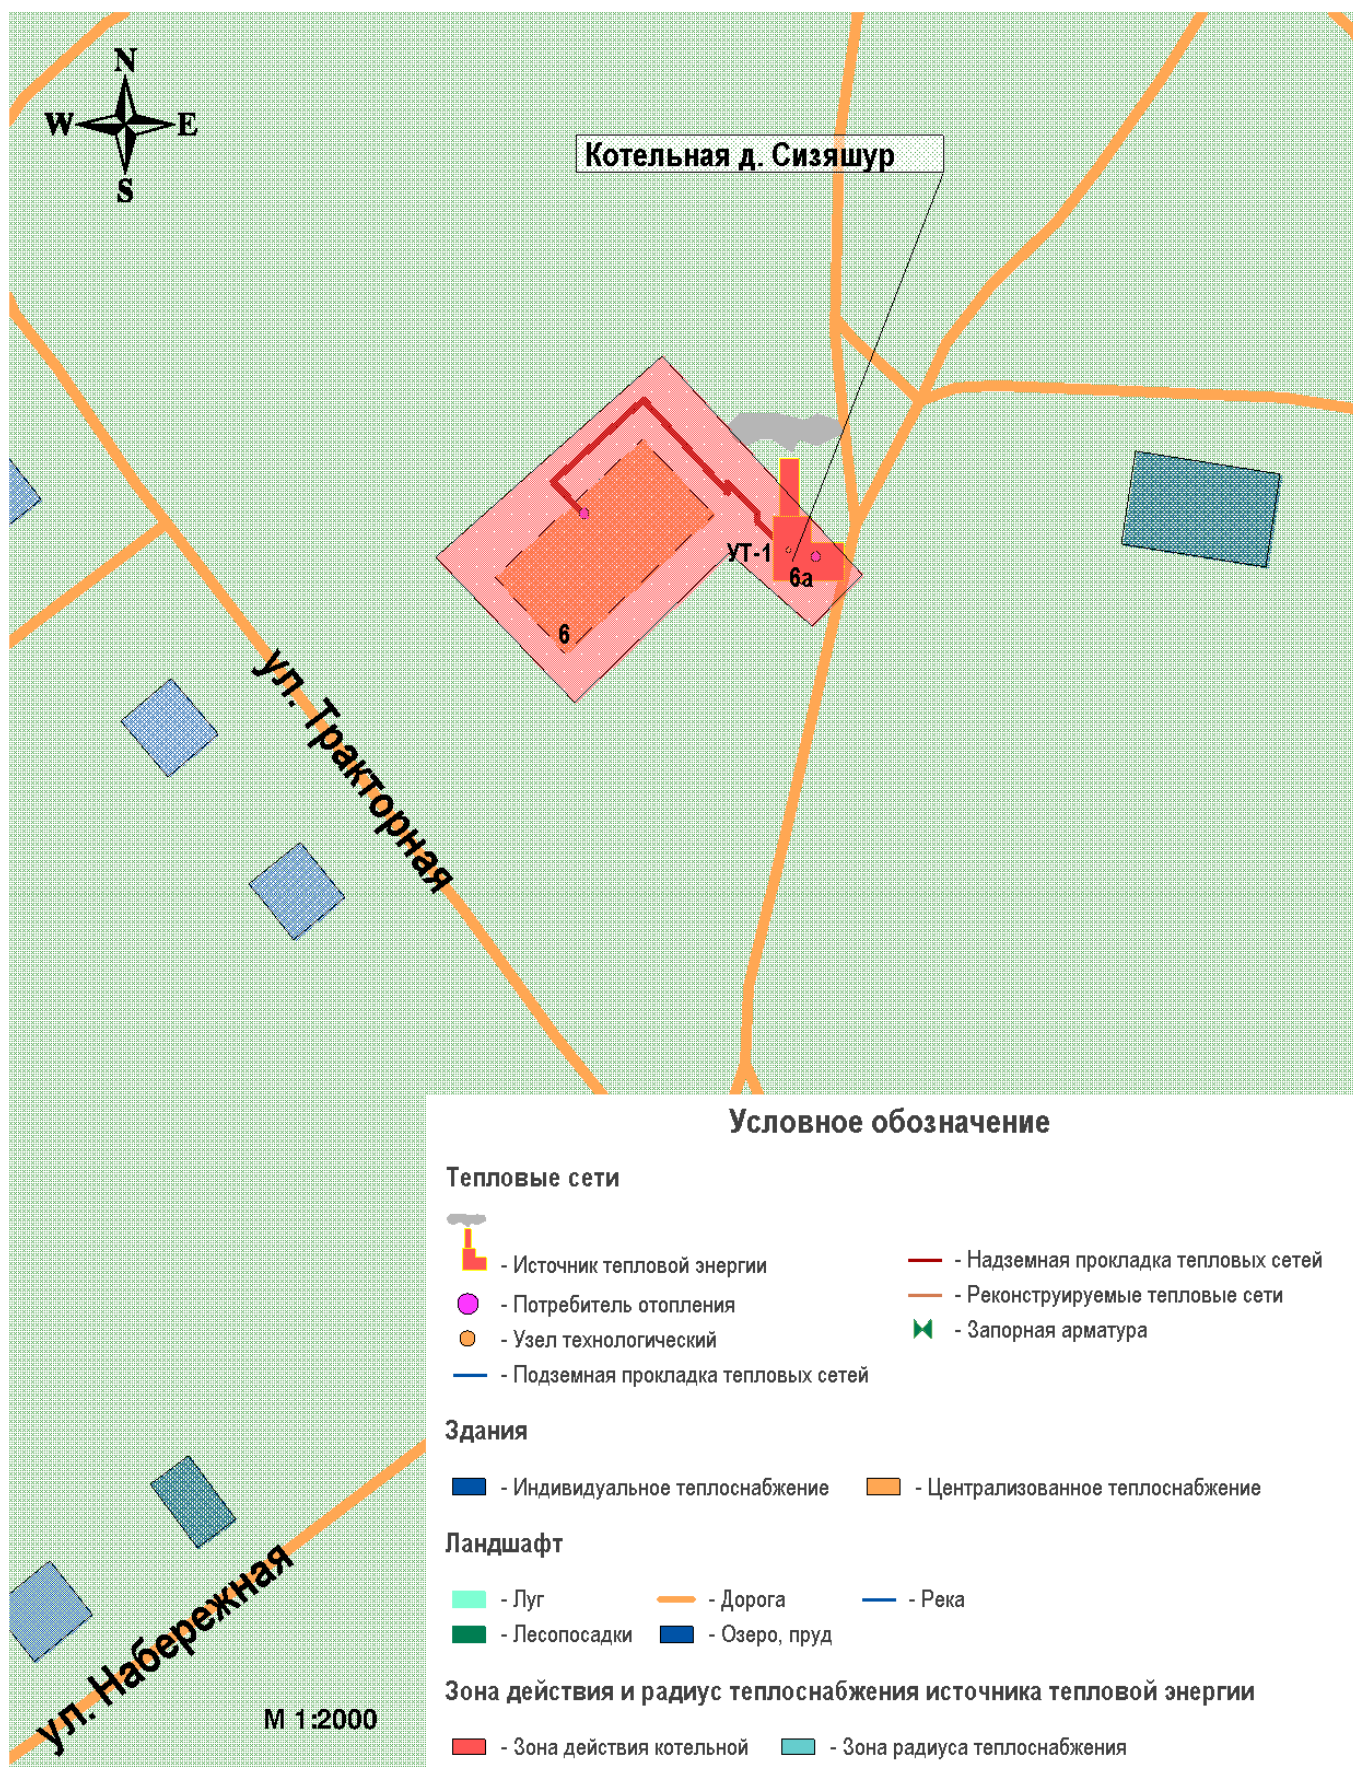 N
W E
S
Котельная д. Сизяшур
УТ-1
6а
6
ул. Тракторная
ул. Набережная
М 1:2000
Условное обозначение
Тепловые сети
- Источник тепловой энергии
- Надземная прокладка тепловых сетей
- Потребитель отопления
- Реконструируемые тепловые сети
- Узел технологический
- Запорная арматура
- Подземная прокладка тепловых сетей
Здания
- Индивидуальное теплоснабжение
- Централизованное теплоснабжение
Ландшафт
- Луг
- Дорога
- Река
- Лесопосадки
- Озеро, пруд
Зона действия и радиус теплоснабжения источника тепловой энергии
- Зона действия котельной
- Зона радиуса теплоснабжения